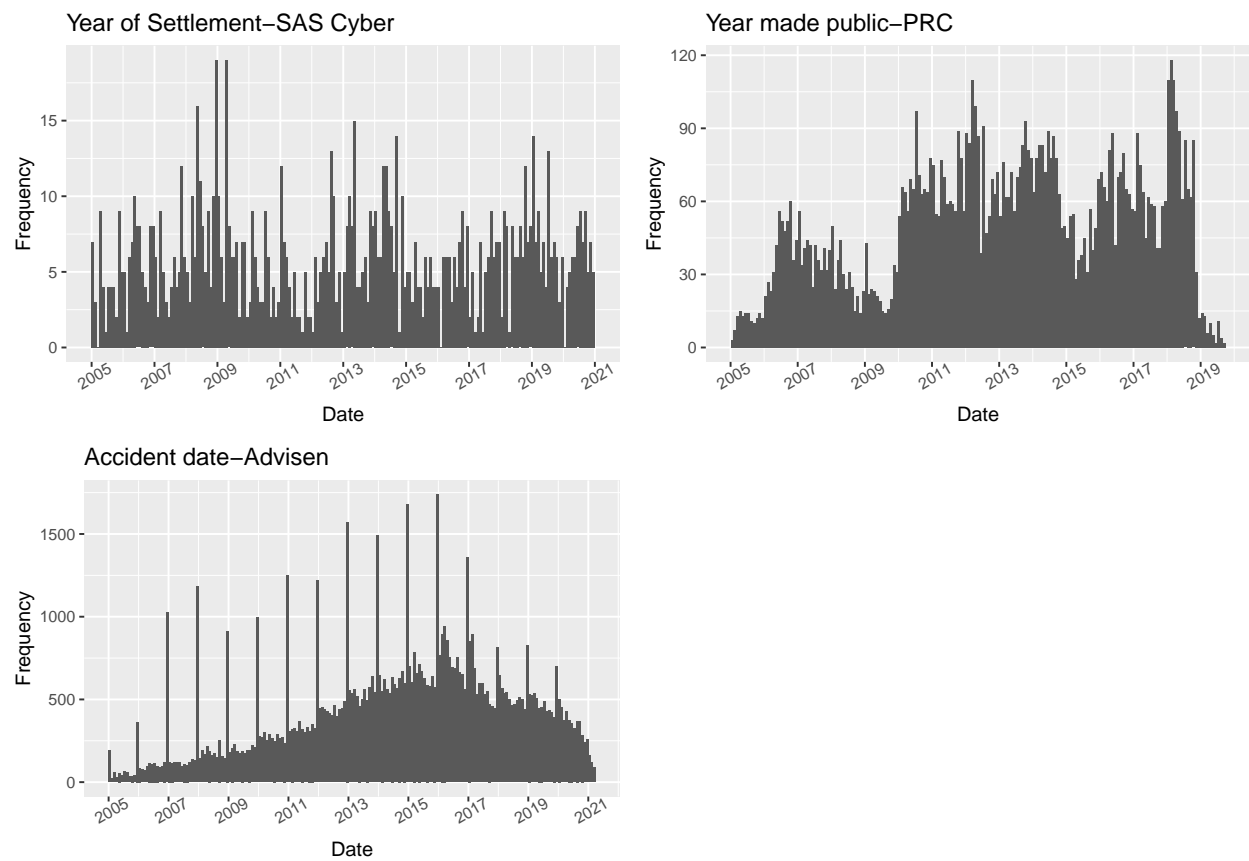 Year of Settlement−SAS Cyber
15
10
5
0
Frequency
2005 2007 2009 2011 2013 2015 2017 2019 2021
Date
Year made public−PRC
120
90
60
30
0
Frequency
2005 2007 2009 2011 2013 2015 2017 2019
Date
Accident date−Advisen
1500
1000
500
0
Frequency
2005 2007 2009 2011 2013 2015 2017 2019 2021
Date